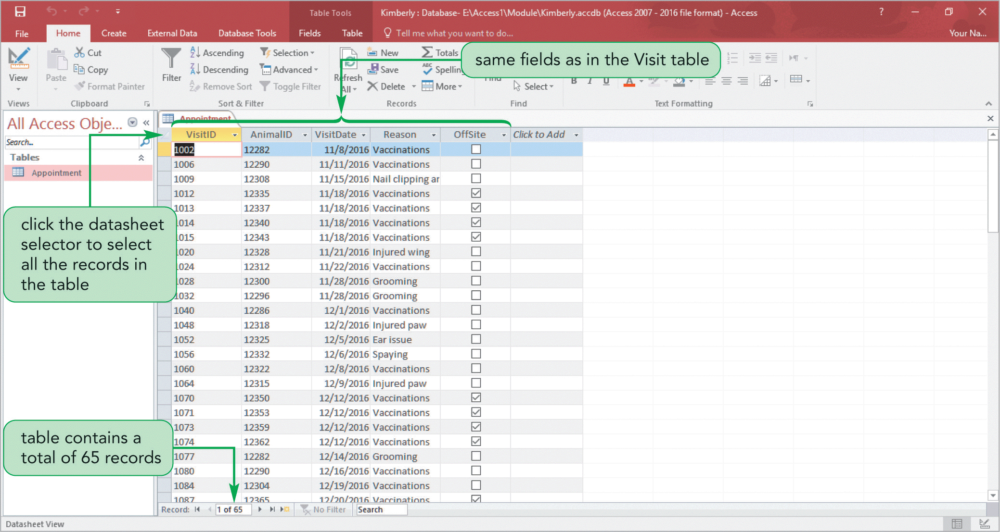 Table Tools
Kimberly : Database- E:\Access1\Module\Kimberly.accdb (Access 2007 - 2016 file format) - Access
?
File Home Create External Data Database Tools Fields Table Tell me what you want to do... Your Na...
View
Paste
Cut
Copy
Format Painter
Filter
Ascending
Descending
Remove Sort
Selection
Advanced
Toggle Filter
Refresh
All
New
Save
Delete
Totals
Spelling
More
Find
Select
B I U
Views Clipboard Sort & Filter Records Find Text Formatting
same fields as in the Visit table
All Access Obje...
Search...
Tables
Appointment
Appointment
VisitID AnimalID VisitDate Reason OffSite Click to Add
1002 12282 11/8/2016 Vaccinations
1006 12290 11/11/2016 Vaccinations
1009 12308 11/15/2016 Nail clipping ar
1012 12335 11/18/2016 Vaccinations
1013 12337 11/18/2016 Vaccinations
1014 12340 11/18/2016 Vaccinations
1015 12343 11/18/2016 Vaccinations
1020 12328 11/21/2016 Injured wing
1024 12312 11/22/2016 Vaccinations
1028 12300 11/28/2016 Grooming
1032 12296 11/28/2016 Grooming
1040 12286 12/1/2016 Vaccinations
1048 12318 12/2/2016 Injured paw
1052 12325 12/5/2016 Ear issue
1056 12332 12/6/2016 Spaying
1060 12322 12/8/2016 Vaccinations
1064 12315 12/9/2016 Injured paw
1070 12350 12/12/2016 Vaccinations
1071 12353 12/12/2016 Vaccinations
1073 12359 12/12/2016 Vaccinations
1074 12362 12/12/2016 Vaccinations
1077 12282 12/14/2016 Grooming
1080 12290 12/16/2016 Vaccinations
1084 12304 12/19/2016 Vaccinations
1087 12365 12/20/2016 Vaccinations
click the datasheet
selector to select
all the records in
the table
table contains a
total of 65 records
Record: 1 of 65 No Filter Search
Datasheet View